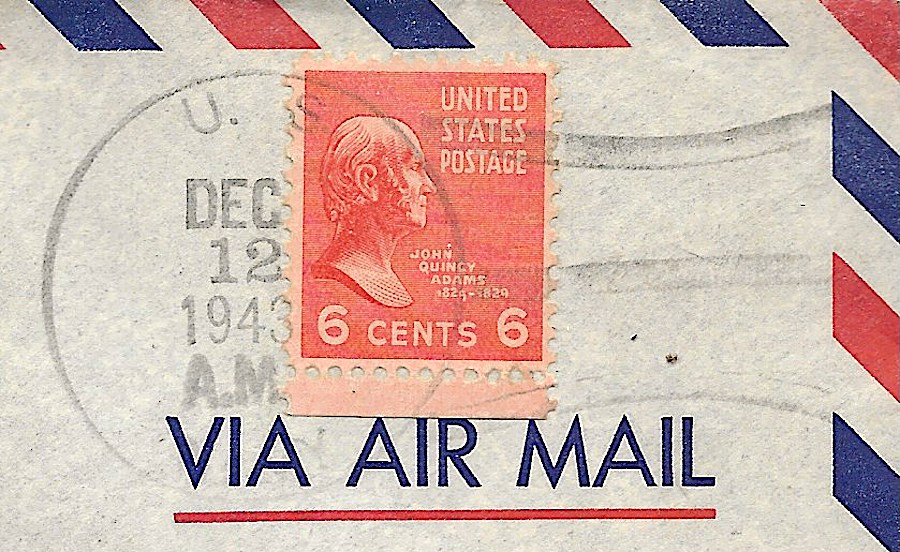 U. S.
DEC
12
1943
A.M.
UNITED
STATES
POSTAGE
JOHN
QUINCY
ADAMS
1825-1829
6 CENTS 6
VIA AIR MAIL